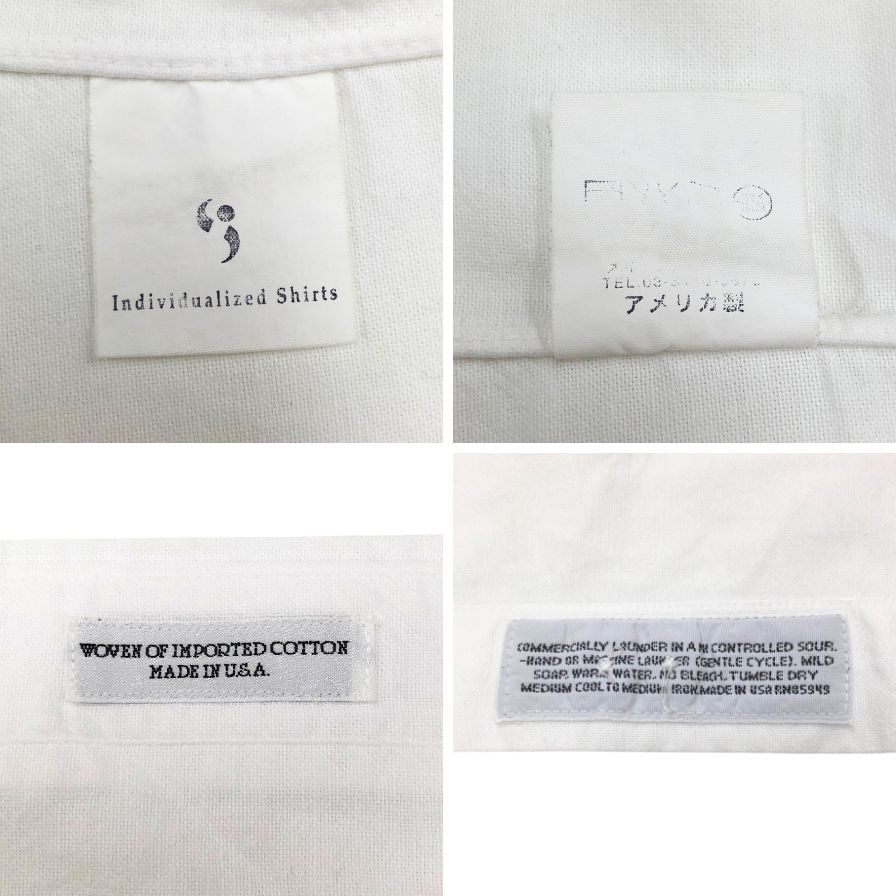 Individualized Shirts
アメリカ製
WOVEN OF IMPORTED COTTON
MADE IN U.S.A.
COMMERCIALLY LAUNDER IN A CONTROLLED SOUR.
-HAND OR MACHINE LAUNDER (GENTLE CYCLE). MILD
SOAP. WARM WATER. NO BLEACH. TUMBLE DRY
MEDIUM COOL TO MEDIUM IRON. MADE IN USA RN85949